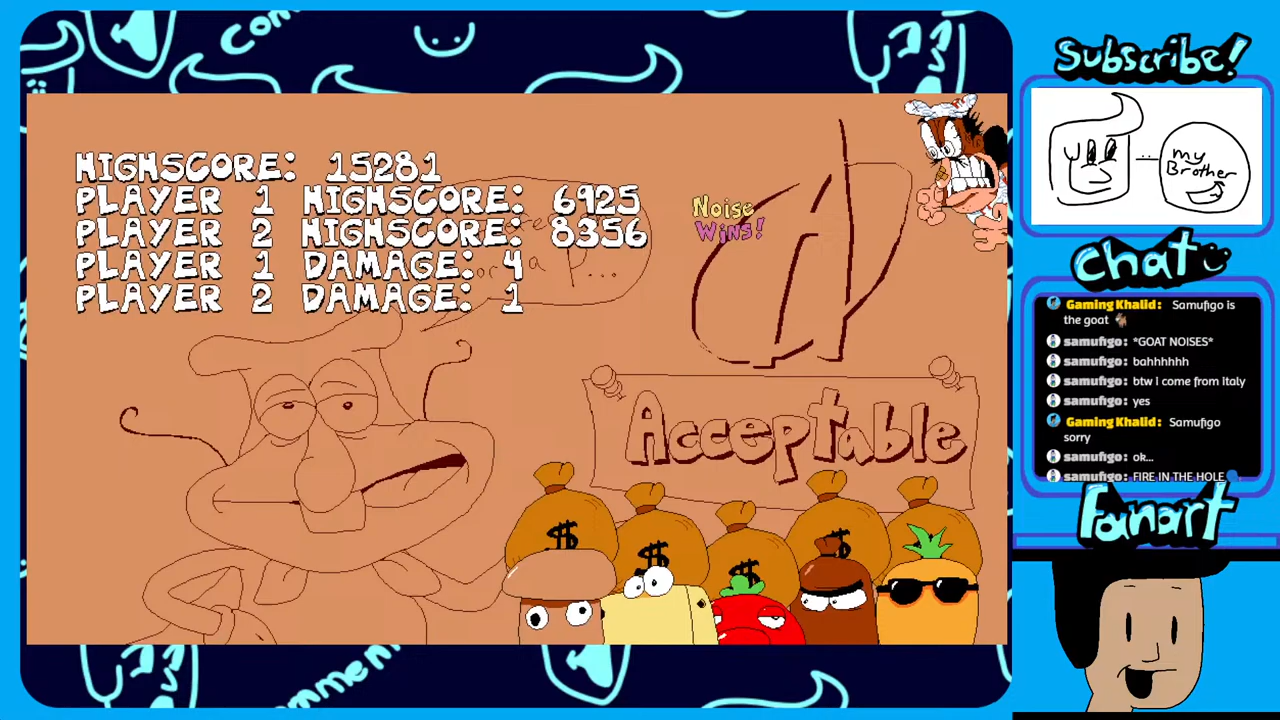 HIGHSCORE: 15281
PLAYER 1 HIGHSCORE: 6925
PLAYER 2 HIGHSCORE: 8356
PLAYER 1 DAMAGE: 4
PLAYER 2 DAMAGE: 1
Noise
Wins!
Acceptable
Subscribe!
my
Brother
chat
Gaming Khalid: Samufigo is
the goat 🐐
samufigo: *GOAT NOISES*
samufigo: bahhhhhh
samufigo: btw i come from italy
samufigo: yes
Gaming Khalid: Samufigo
sorry
samufigo: ok...
samufigo: FIRE IN THE HOLE
Fanart